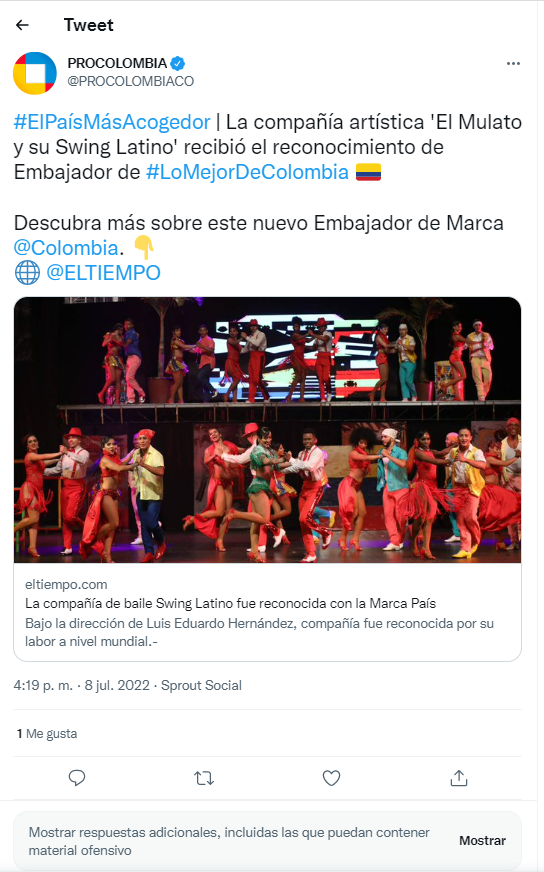 Tweet
PROCOLOMBIA
@PROCOLOMBIACO
#ElPaísMásAcogedor | La compañía artística 'El Mulato
y su Swing Latino' recibió el reconocimiento de
Embajador de #LoMejorDeColombia 🇨🇴
Descubra más sobre este nuevo Embajador de Marca
@Colombia. 👇
🌐 @ELTIEMPO
eltiempo.com
La compañía de baile Swing Latino fue reconocida con la Marca País
Bajo la dirección de Luis Eduardo Hernández, compañía fue reconocida por su
labor a nivel mundial.-
4:19 p. m. · 8 jul. 2022 · Sprout Social
1 Me gusta
Mostrar respuestas adicionales, incluidas las que puedan contener
material ofensivo
Mostrar